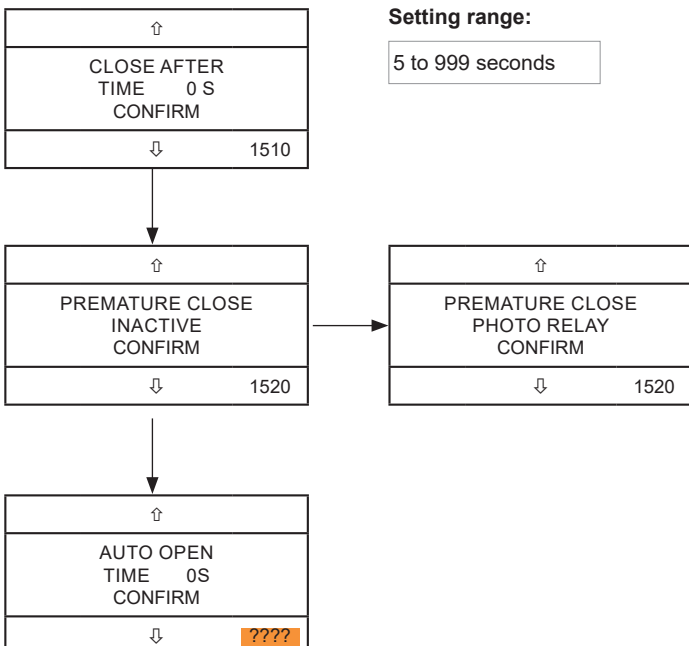 ⇧
CLOSE AFTER
TIME 0 S
CONFIRM
⇩ 1510
Setting range:
5 to 999 seconds
⇧
PREMATURE CLOSE
INACTIVE
CONFIRM
⇩ 1520
⇧
PREMATURE CLOSE
PHOTO RELAY
CONFIRM
⇩ 1520
⇧
AUTO OPEN
TIME 0S
CONFIRM
⇩ ????